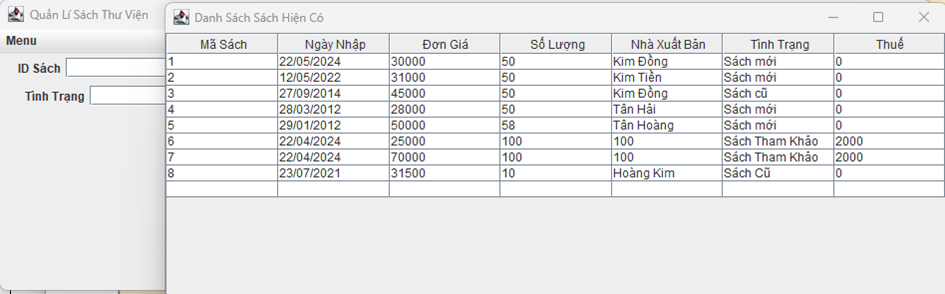 Quản Lí Sách Thư Viện
Menu
ID Sách
Tình Trạng
Danh Sách Sách Hiện Có
Mã Sách Ngày Nhập Đơn Giá Số Lượng Nhà Xuất Bản Tình Trạng Thuế
1 22/05/2024 30000 50 Kim Đồng Sách mới 0
2 12/05/2022 31000 50 Kim Tiền Sách mới 0
3 27/09/2014 45000 50 Kim Đồng Sách cũ 0
4 28/03/2012 28000 50 Tân Hải Sách mới 0
5 29/01/2012 50000 58 Tân Hoàng Sách mới 0
6 22/04/2024 25000 100 100 Sách Tham Khảo 2000
7 22/04/2024 70000 100 100 Sách Tham Khảo 2000
8 23/07/2021 31500 10 Hoàng Kim Sách Cũ 0